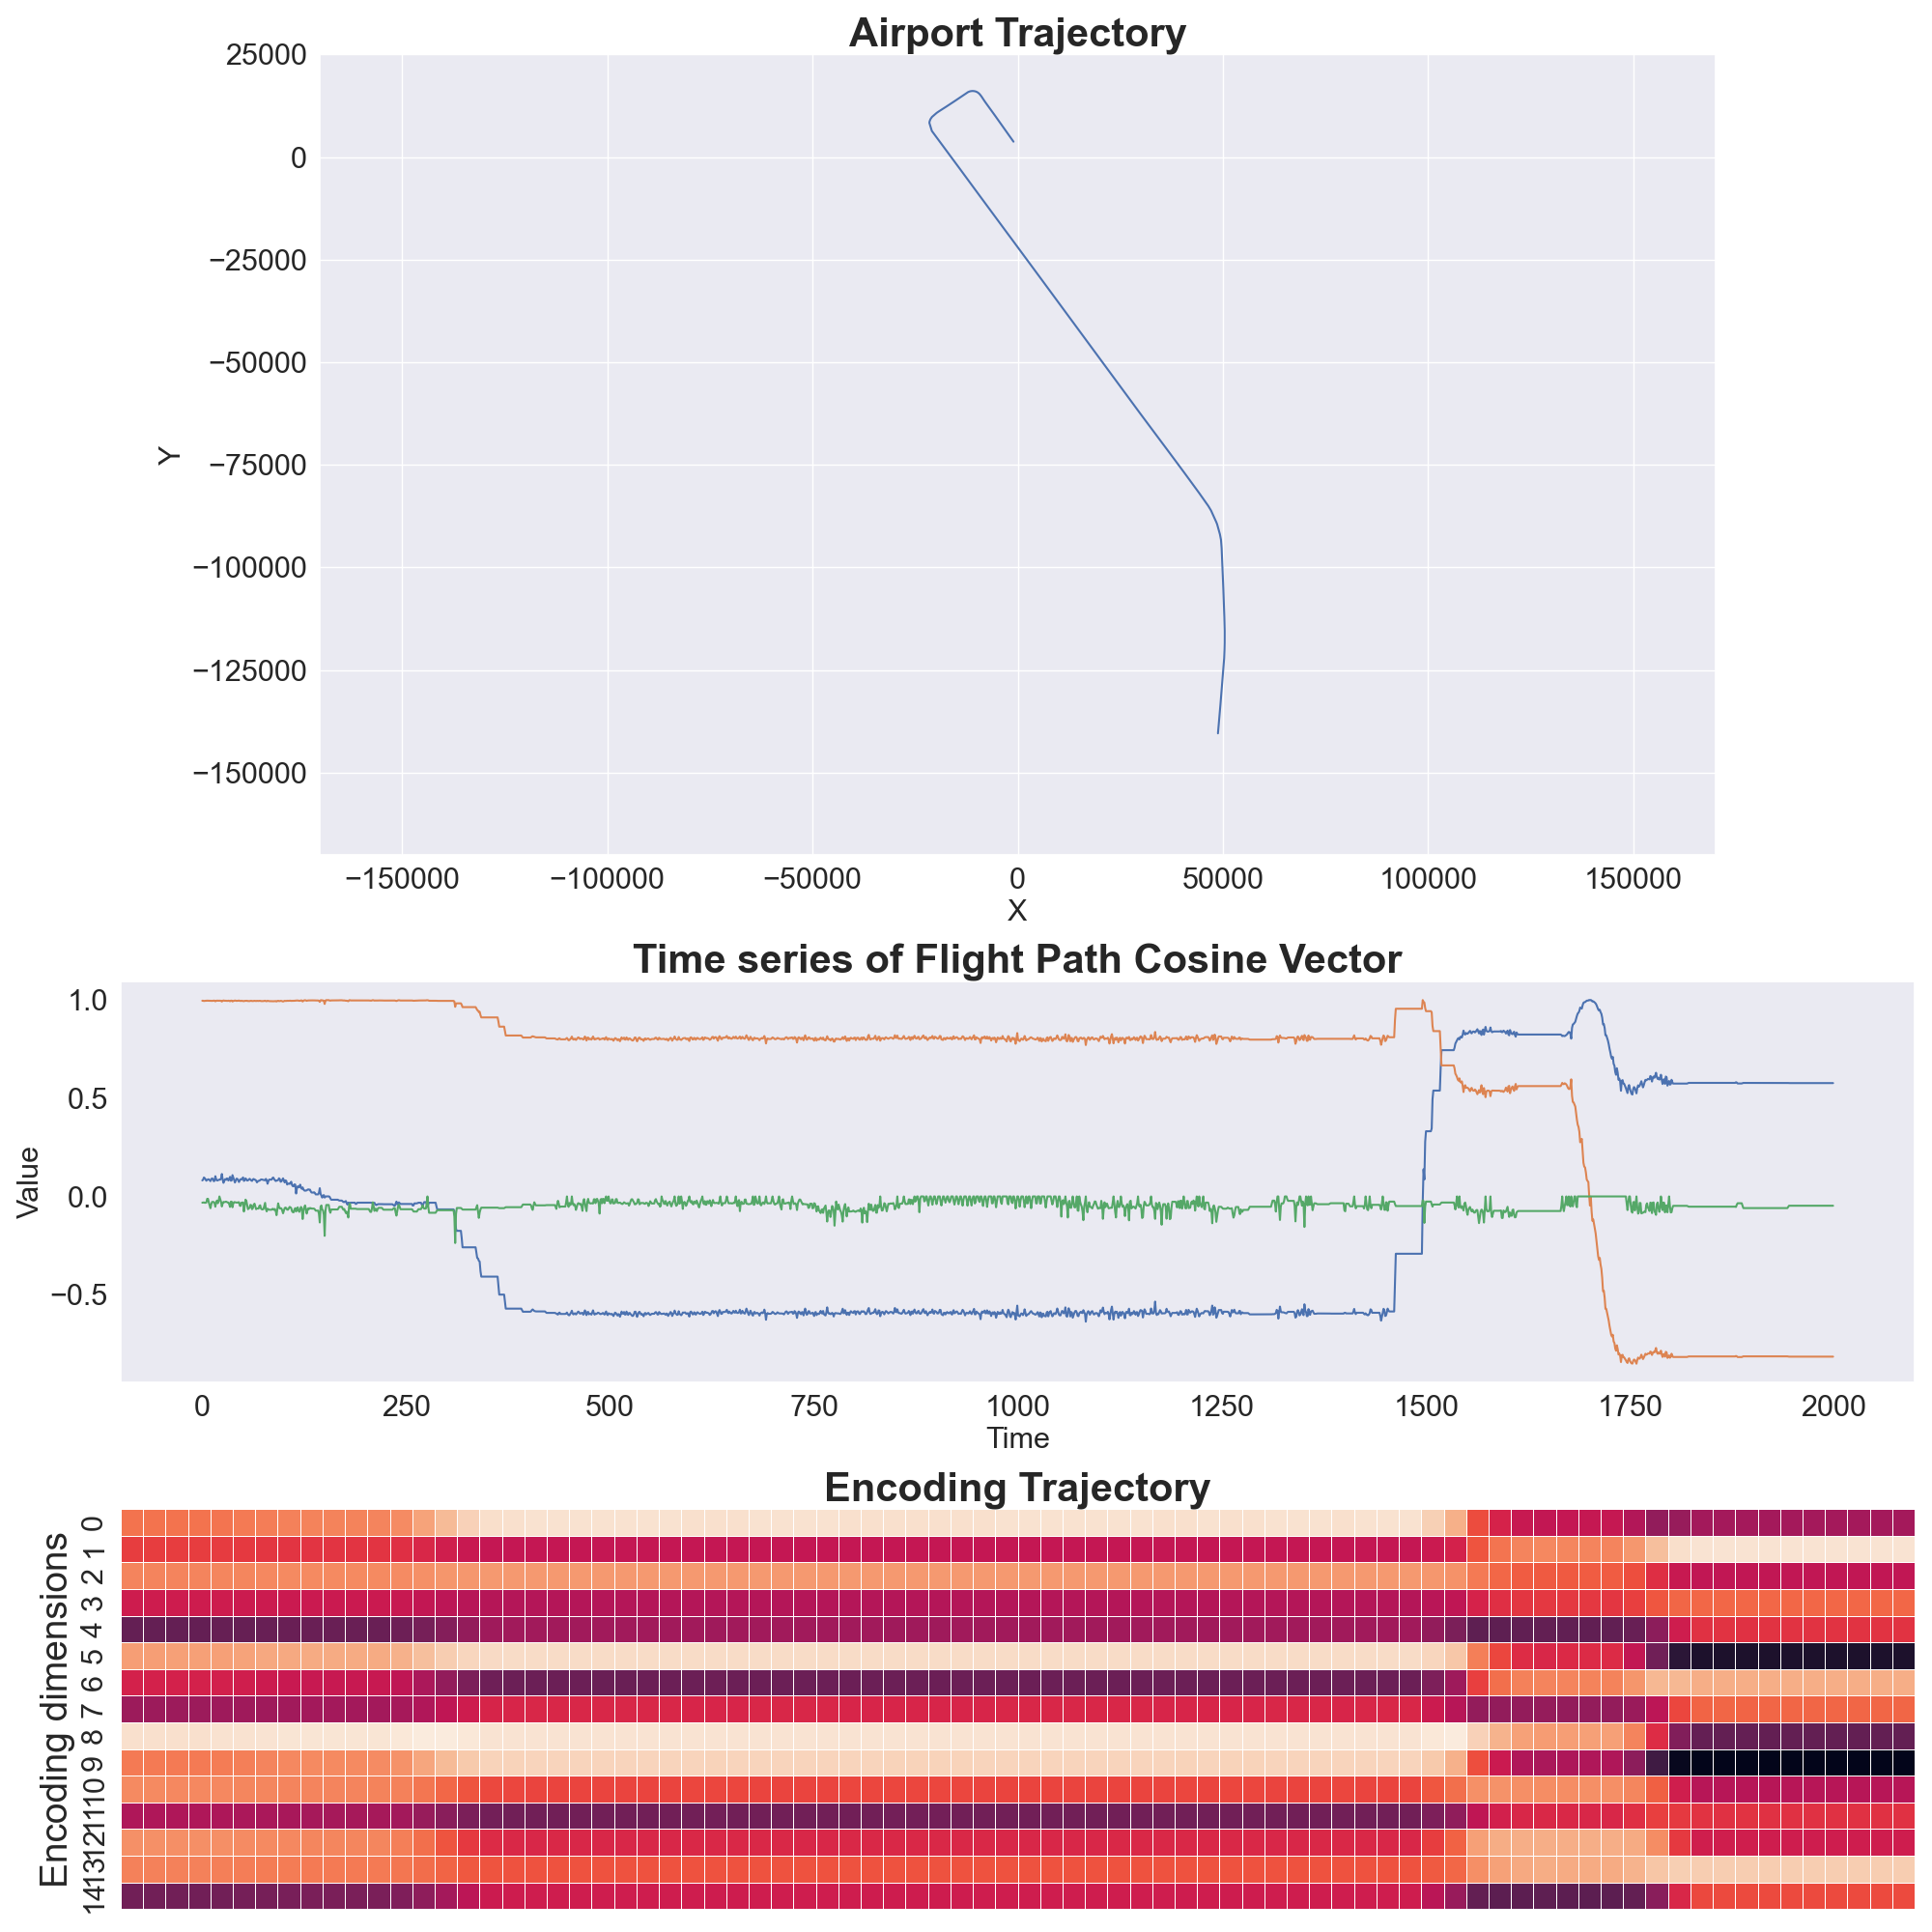 Airport Trajectory
25000
0
−25000
−50000
−75000
−100000
−125000
−150000
Y
−150000 −100000 −50000 0 50000 100000 150000
X
Time series of Flight Path Cosine Vector
1.0
0.5
0.0
−0.5
Value
0 250 500 750 1000 1250 1500 1750 2000
Time
Encoding Trajectory
Encoding dimensions
0
1
2
3
4
5
6
7
8
9
10
11
12
13
14